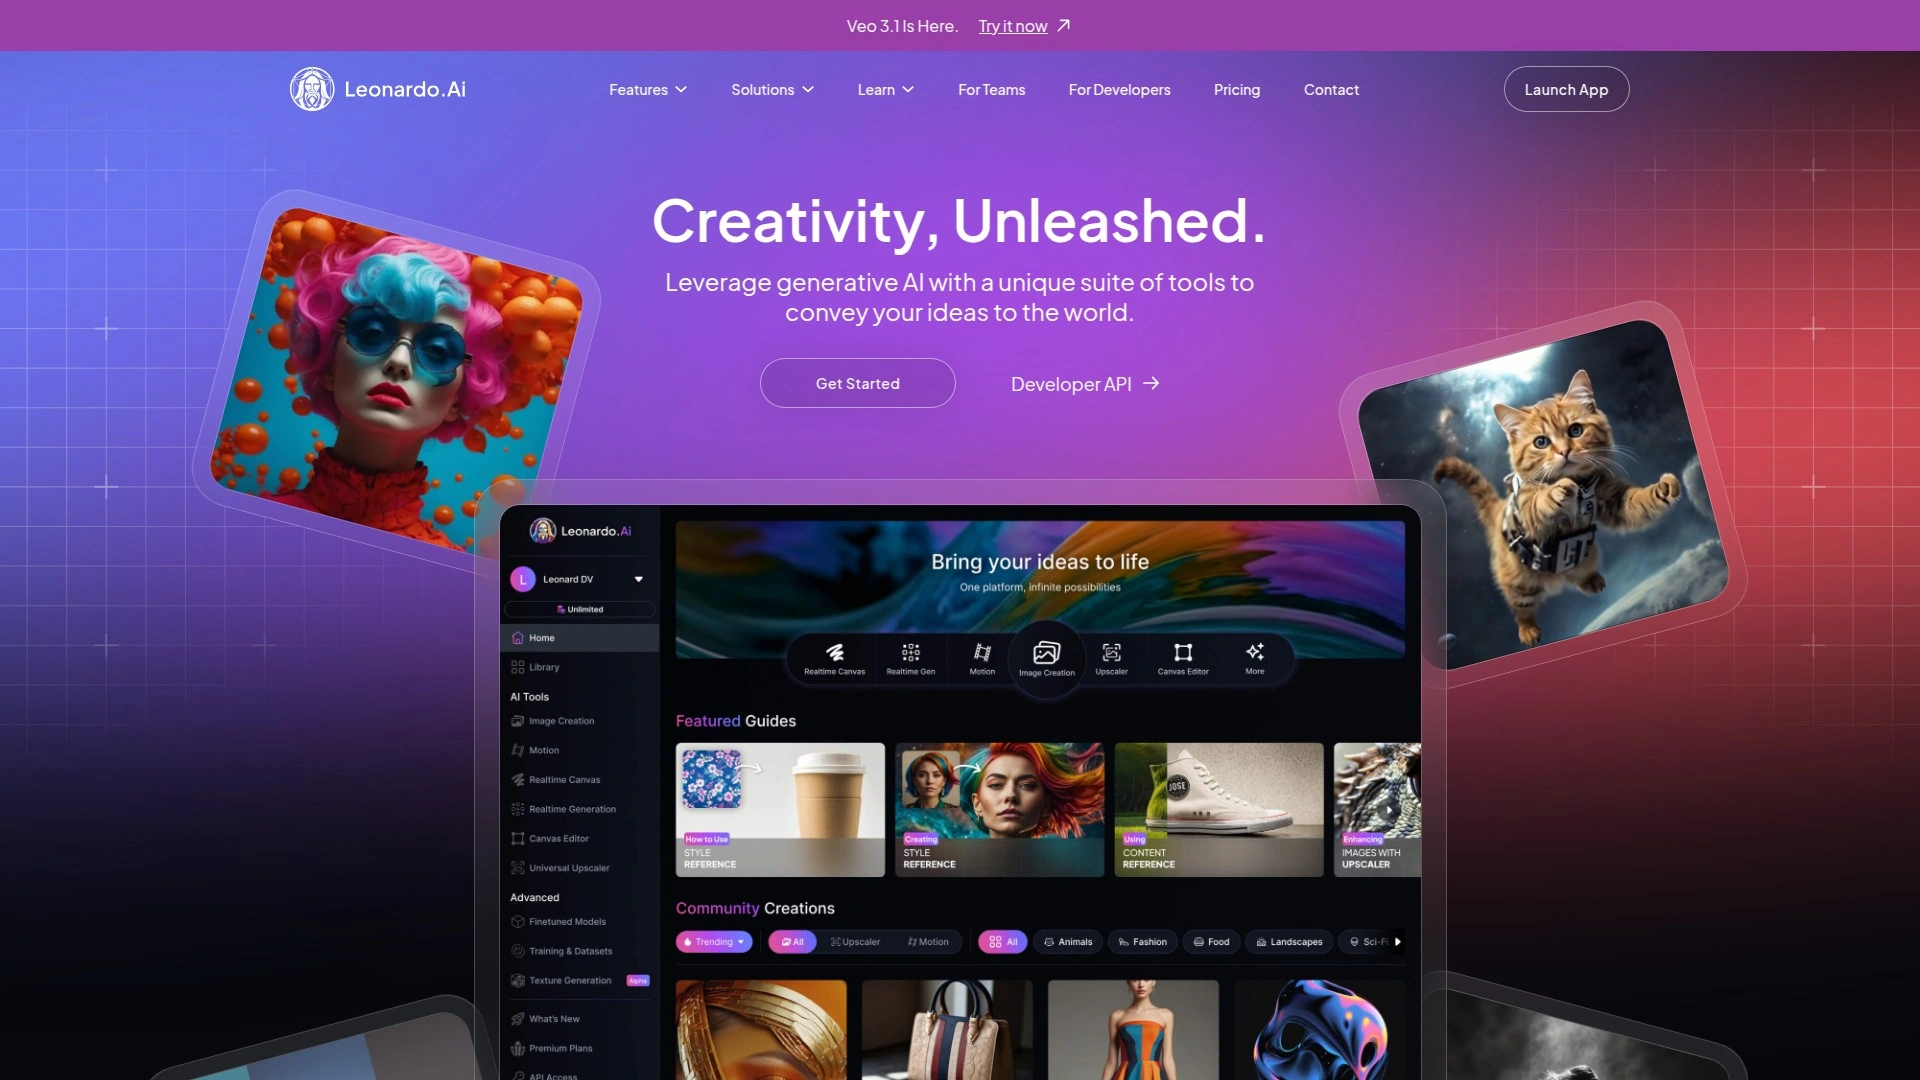 Veo 3.1 Is Here. Try it now
Leonardo.Ai
Features
Solutions
Learn
For Teams
For Developers
Pricing
Contact
Launch App
Creativity, Unleashed.
Leverage generative AI with a unique suite of tools to
convey your ideas to the world.
Get Started
Developer API
Leonardo.Ai
L
Leonard DV
Unlimited
Home
Library
AI Tools
Image Creation
Motion
Realtime Canvas
Realtime Generation
Canvas Editor
Universal Upscaler
Advanced
Finetuned Models
Training & Datasets
Texture Generation Alpha
What's New
Premium Plans
API Access
Bring your ideas to life
One platform, infinite possibilities
Realtime Canvas
Realtime Gen
Motion
Image Creation
Upscaler
Canvas Editor
More
Featured Guides
How to Use
STYLE
REFERENCE
Creating
STYLE
REFERENCE
JOSE
Using
CONTENT
REFERENCE
Enhancing
IMAGES WITH
UPSCALER
Community Creations
Trending
All
Upscaler
Motion
All
Animals
Fashion
Food
Landscapes
Sci-Fi